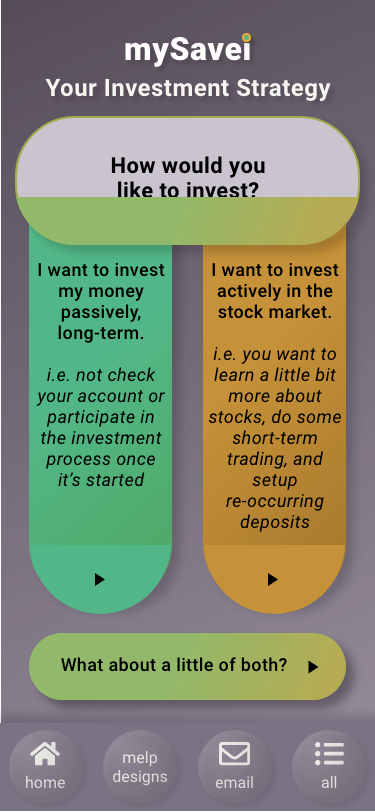 mySavei
Your Investment Strategy
How would you
like to invest?
I want to invest
my money
passively,
long-term.
i.e. not check
your account or
participate in
the investment
process once
it's started
I want to invest
actively in the
stock market.
i.e. you want to
learn a little bit
more about
stocks, do some
short-term
trading, and
setup
re-occurring
deposits
What about a little of both?
home
melp
designs
email
all